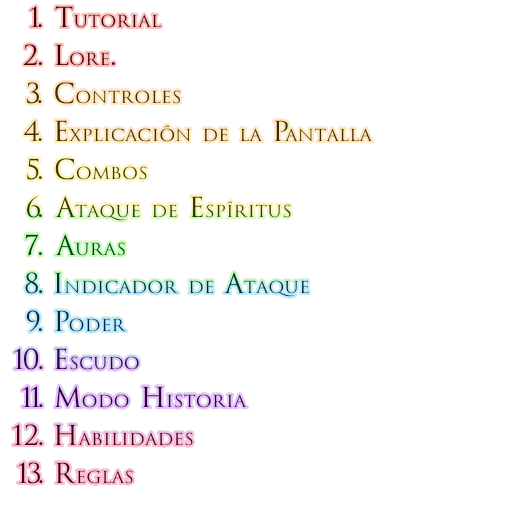 1. Tutorial
2. Lore.
3. Controles
4. Explicación de la Pantalla
5. Combos
6. Ataque de Espíritus
7. Auras
8. Indicador de Ataque
9. Poder
10. Escudo
11. Modo Historia
12. Habilidades
13. Reglas